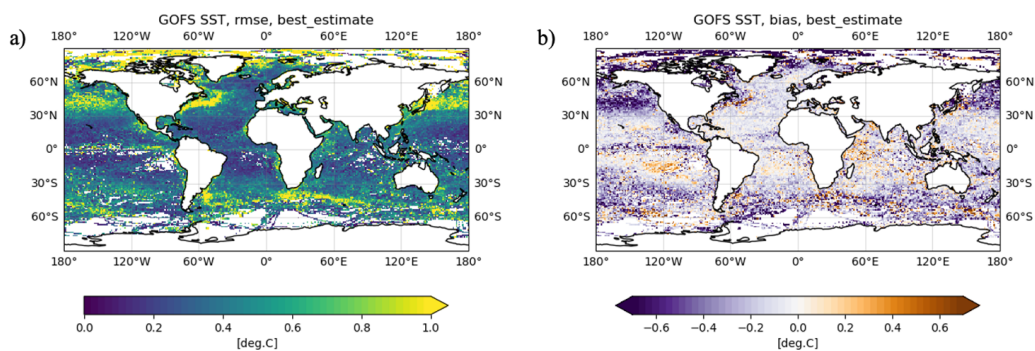 GOFS SST, rmse, best_estimate
a)
180° 120°W 60°W 0° 60°E 120°E 180°
60°N 60°N
30°N 30°N
0° 0°
30°S 30°S
60°S 60°S
180° 120°W 60°W 0° 60°E 120°E 180°
0.0 0.2 0.4 0.6 0.8 1.0
[deg.C]
GOFS SST, bias, best_estimate
b)
180° 120°W 60°W 0° 60°E 120°E 180°
60°N 60°N
30°N 30°N
0° 0°
30°S 30°S
60°S 60°S
180° 120°W 60°W 0° 60°E 120°E 180°
−0.6 −0.4 −0.2 0.0 0.2 0.4 0.6
[deg.C]